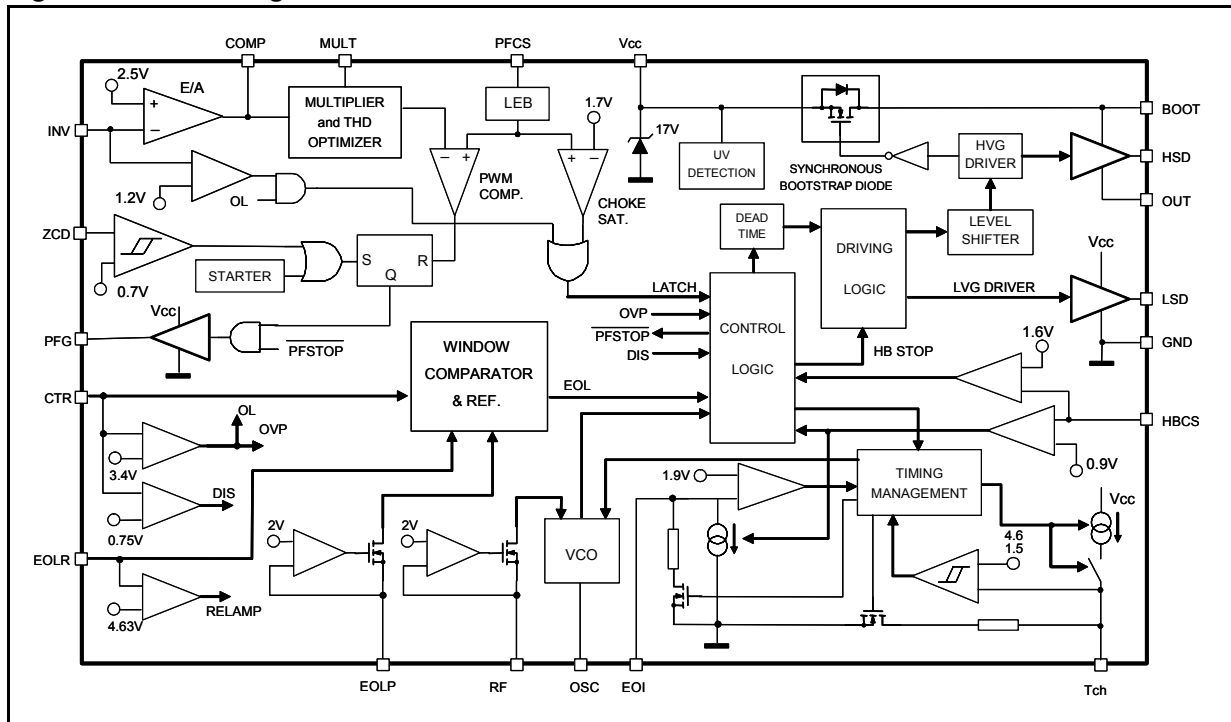 COMP MULT PFCS Vcc
2.5V
E/A
INV
MULTIPLIER
and THD
OPTIMIZER
LEB
1.7V
17V
UV
DETECTION
SYNCHRONOUS
BOOTSTRAP DIODE
HVG
DRIVER
BOOT
HSD
OUT
PWM
COMP.
CHOKE
SAT.
1.2V
OL
ZCD
0.7V
STARTER
S
Q
R
DEAD
TIME
DRIVING
LOGIC
LEVEL
SHIFTER
Vcc
LVG DRIVER
LSD
GND
Vcc
PFG
PFSTOP
LATCH
OVP
PFSTOP
DIS
CONTROL
LOGIC
HB STOP
1.6V
WINDOW
COMPARATOR
& REF.
EOL
CTR
OL
OVP
3.4V
DIS
0.75V
HBCS
0.9V
1.9V
TIMING
MANAGEMENT
Vcc
4.6
1.5
EOLR
RELAMP
4.63V
2V
2V
VCO
EOLP RF OSC EOI Tch